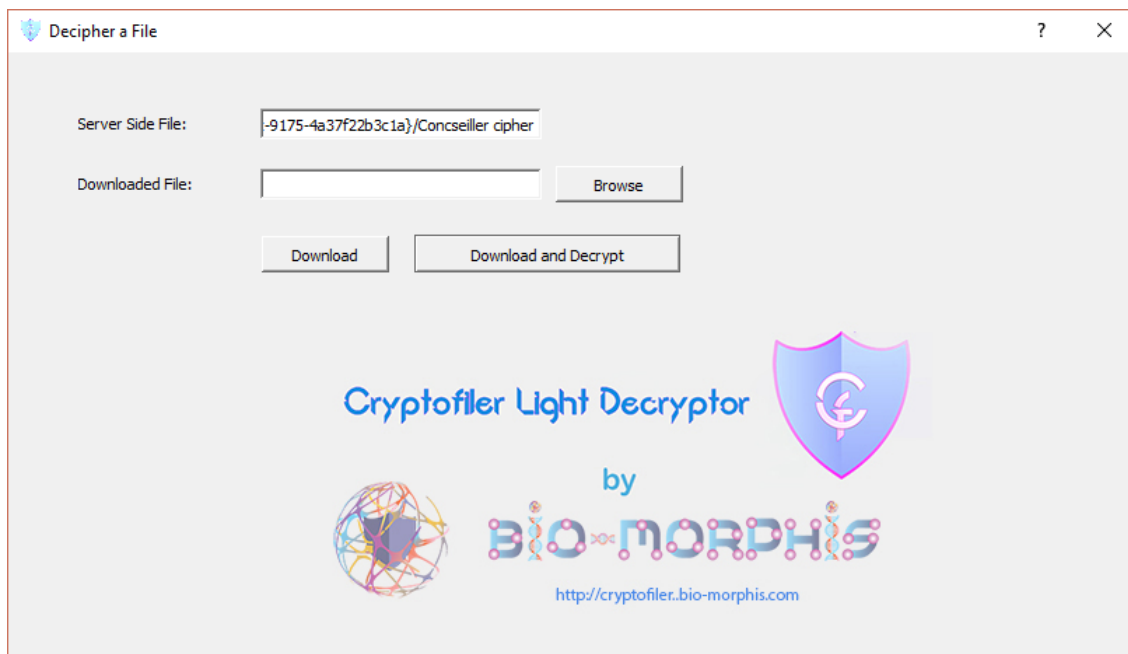 Decipher a File ?
Server Side File: :-9175-4a37f22b3c1a}/Concseiller cipher
Downloaded File: Browse
Download Download and Decrypt
Cryptofiler Light Decryptor
by
BIO-MORPHIS
http://cryptofiler..bio-morphis.com